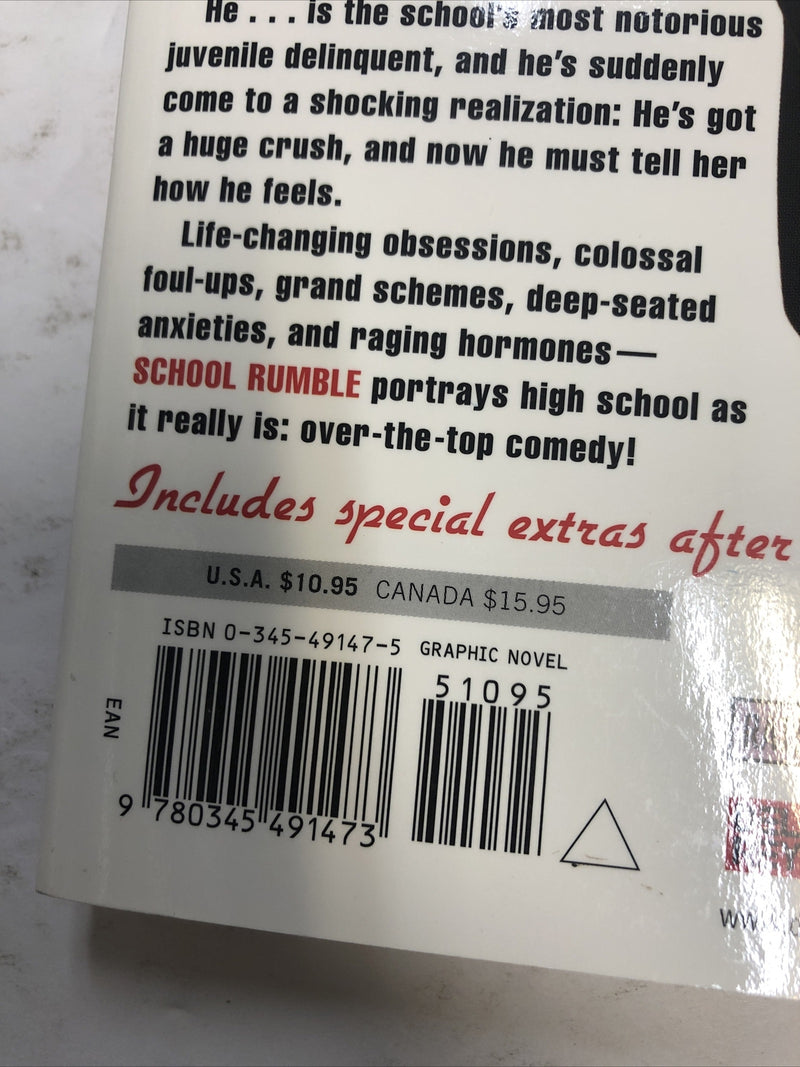 He . . . is the school's most notorious
juvenile delinquent, and he's suddenly
come to a shocking realization: He's got
a huge crush, and now he must tell her
how he feels.
Life-changing obsessions, colossal
foul-ups, grand schemes, deep-seated
anxieties, and raging hormones—
SCHOOL RUMBLE portrays high school as
it really is: over-the-top comedy!
Includes special extras after
U.S.A. $10.95 CANADA $15.95
ISBN 0-345-49147-5 GRAPHIC NOVEL
51095
EAN
9 780345 491473